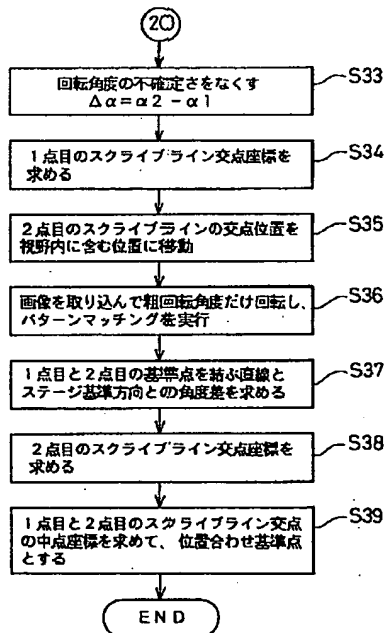 20
回転角度の不確定さをなくす
Δα=α2-α1
S33
1点目のスクライブライン交点座標を
求める
S34
2点目のスクライブラインの交点位置を
視野内に含む位置に移動
S35
画像を取り込んで粗回転角度だけ回転し、
パターンマッチングを実行
S36
1点目と2点目の基準点を結ぶ直線と
ステージ基準方向との角度差を求める
S37
2点目のスクライブライン交点座標を
求める
S38
1点目と2点目のスクライブライン交点
の中点座標を求めて、位置合わせ基準点
とする
S39
END